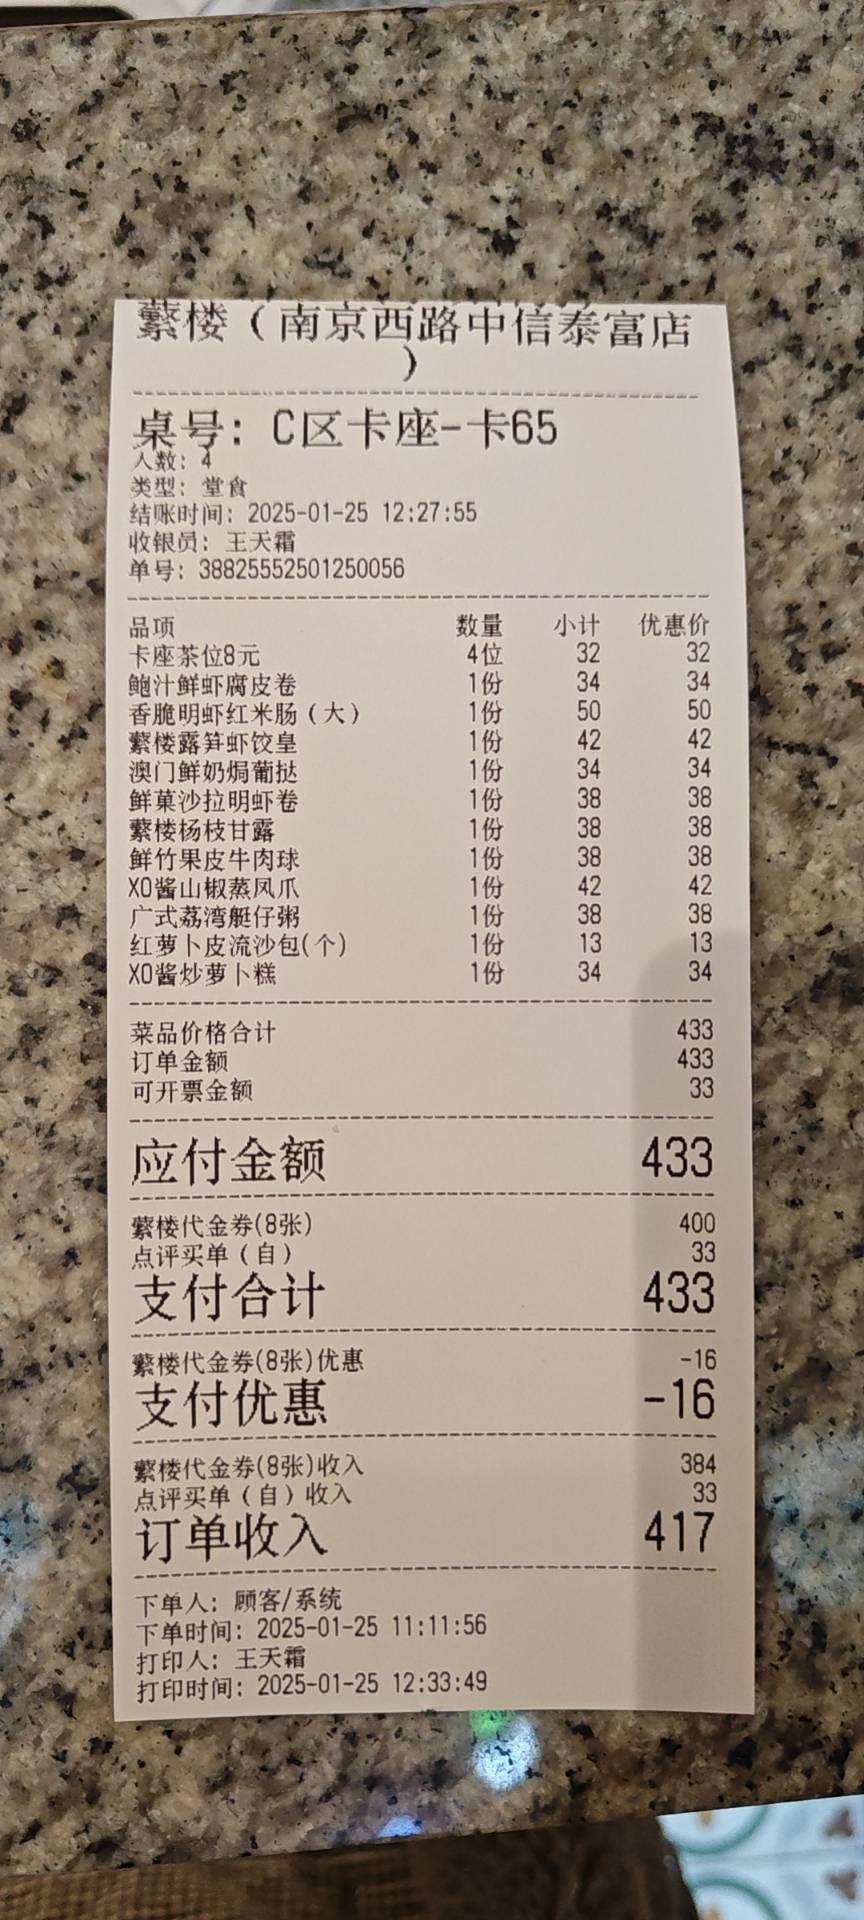 蘩楼（南京西路中信泰富店
）
桌号: C区卡座-卡65
人数: 4
类型: 堂食
结账时间: 2025-01-25 12:27:55
收银员: 王天霜
单号: 38825552501250056
品项 数量 小计 优惠价
卡座茶位8元 4位 32 32
鲍汁鲜虾腐皮卷 1份 34 34
香脆明虾红米肠（大） 1份 50 50
蘩楼露笋虾饺皇 1份 42 42
澳门鲜奶焗葡挞 1份 34 34
鲜菓沙拉明虾卷 1份 38 38
蘩楼杨枝甘露 1份 38 38
鲜竹果皮牛肉球 1份 38 38
XO酱山椒蒸凤爪 1份 42 42
广式荔湾艇仔粥 1份 38 38
红萝卜皮流沙包(个) 1份 13 13
XO酱炒萝卜糕 1份 34 34
菜品价格合计 433
订单金额 433
可开票金额 33
应付金额 433
蘩楼代金券(8张) 400
点评买单（自） 33
支付合计 433
蘩楼代金券(8张)优惠 -16
支付优惠 -16
蘩楼代金券(8张)收入 384
点评买单（自）收入 33
订单收入 417
下单人: 顾客/系统
下单时间: 2025-01-25 11:11:56
打印人: 王天霜
打印时间: 2025-01-25 12:33:49